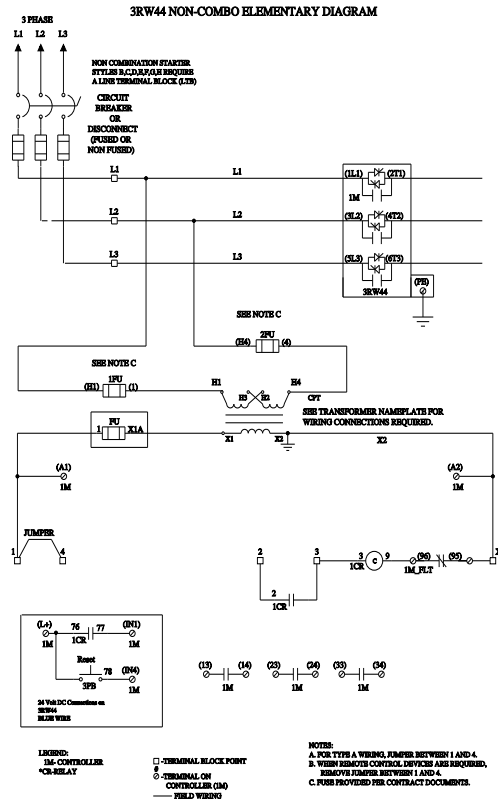 3RW44 NON-COMBO ELEMENTARY DIAGRAM
3 PHASE
L1 L2 L3
NON COMBINATION STARTER
STYLES B,C,D,E,F,G,H REQUIRE
A LINE TERMINAL BLOCK (LTB)
CIRCUIT
BREAKER
OR
DISCONNECT
(FUSED OR
NON FUSED)
L1 L1 (1L1) (2T1)
1M
L2 L2 (3L2) (4T2)
L3 L3 (5L3) (6T3)
3RW44 (PE)
SEE NOTE C
2FU
(H4) (4)
SEE NOTE C
1FU
(H1) (1) H1 H3 H2 H4
CPT
SEE TRANSFORMER NAMEPLATE FOR
WIRING CONNECTIONS REQUIRED.
FU
1 X1A X1 X2 X2
(A1) (A2)
1M 1M
JUMPER
1 4 2 3 3 C 9 (96) (95)
1CR 1M_FLT
2
1CR
(L+) 76 77 (IN1)
1M 1CR 1M
Reset
78 (IN4)
3PB 1M
24 Volt DC Connections on
3RW44
BLUE WIRE
(13) (14) (23) (24) (33) (34)
1M 1M 1M
LEGEND:
1M- CONTROLLER
*CR-RELAY
-TERMINAL BLOCK POINT
#
-TERMINAL ON
CONTROLLER (1M)
FIELD WIRING
NOTES:
A. FOR TYPE A WIRING, JUMPER BETWEEN 1 AND 4.
B. WHEN REMOTE CONTROL DEVICES ARE REQUIRED,
REMOVE JUMPER BETWEEN 1 AND 4.
C. FUSE PROVIDED PER CONTRACT DOCUMENTS.